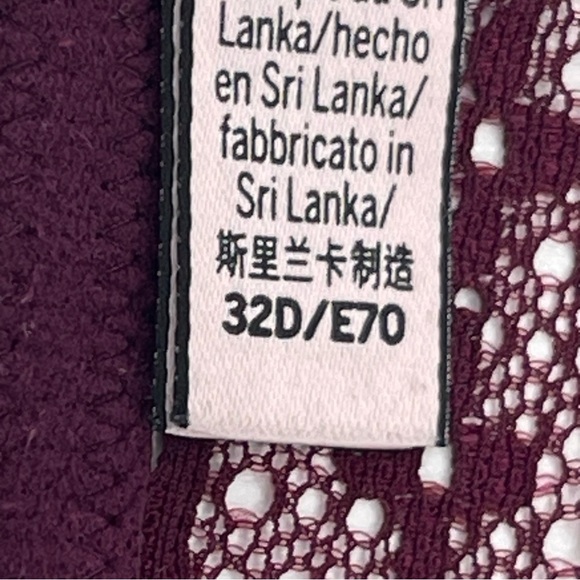 Lanka/hecho
en Sri Lanka/
fabbricato in
Sri Lanka/
斯里兰卡制造
32D/E70